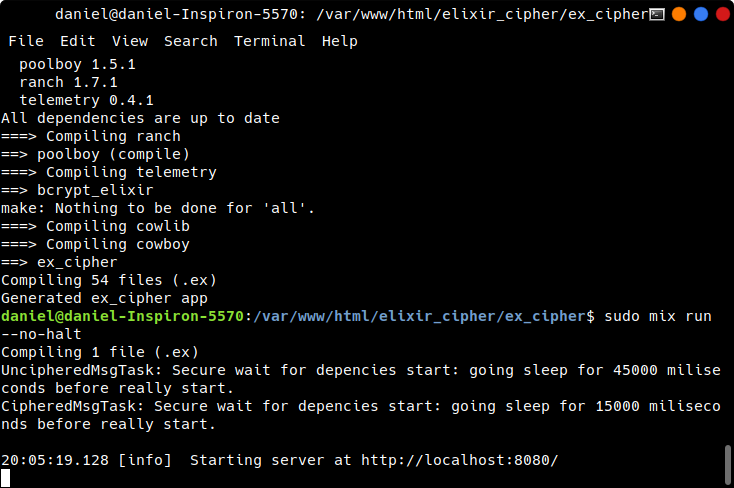 daniel@daniel-Inspiron-5570: /var/www/html/elixir_cipher/ex_cipher
File Edit View Search Terminal Help
poolboy 1.5.1
ranch 1.7.1
telemetry 0.4.1
All dependencies are up to date
===> Compiling ranch
==> poolboy (compile)
===> Compiling telemetry
==> bcrypt_elixir
make: Nothing to be done for 'all'.
===> Compiling cowlib
===> Compiling cowboy
==> ex_cipher
Compiling 54 files (.ex)
Generated ex_cipher app
daniel@daniel-Inspiron-5570:/var/www/html/elixir_cipher/ex_cipher$ sudo mix run
--no-halt
Compiling 1 file (.ex)
UncipheredMsgTask: Secure wait for depencies start: going sleep for 45000 milise
conds before really start.
CipheredMsgTask: Secure wait for depencies start: going sleep for 15000 miliseco
nds before really start.
20:05:19.128 [info]  Starting server at http://localhost:8080/